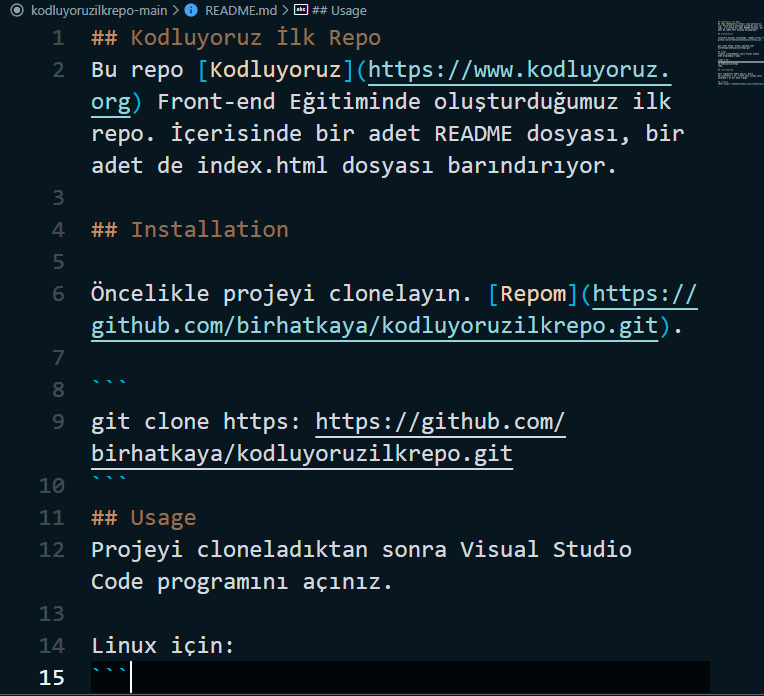 kodluyoruzilkrepo-main > README.md > ## Usage
1 ## Kodluyoruz İlk Repo
2 Bu repo [Kodluyoruz](https://www.kodluyoruz.
org) Front-end Eğitiminde oluşturduğumuz ilk
repo. İçerisinde bir adet README dosyası, bir
adet de index.html dosyası barındırıyor.
3
4 ## Installation
5
6 Öncelikle projeyi clonelayın. [Repom](https://
github.com/birhatkaya/kodluyoruzilkrepo.git).
7
8 ```
9 git clone https: https://github.com/
birhatkaya/kodluyoruzilkrepo.git
10 ```
11 ## Usage
12 Projeyi cloneladıktan sonra Visual Studio
Code programını açınız.
13
14 Linux için:
15 ```